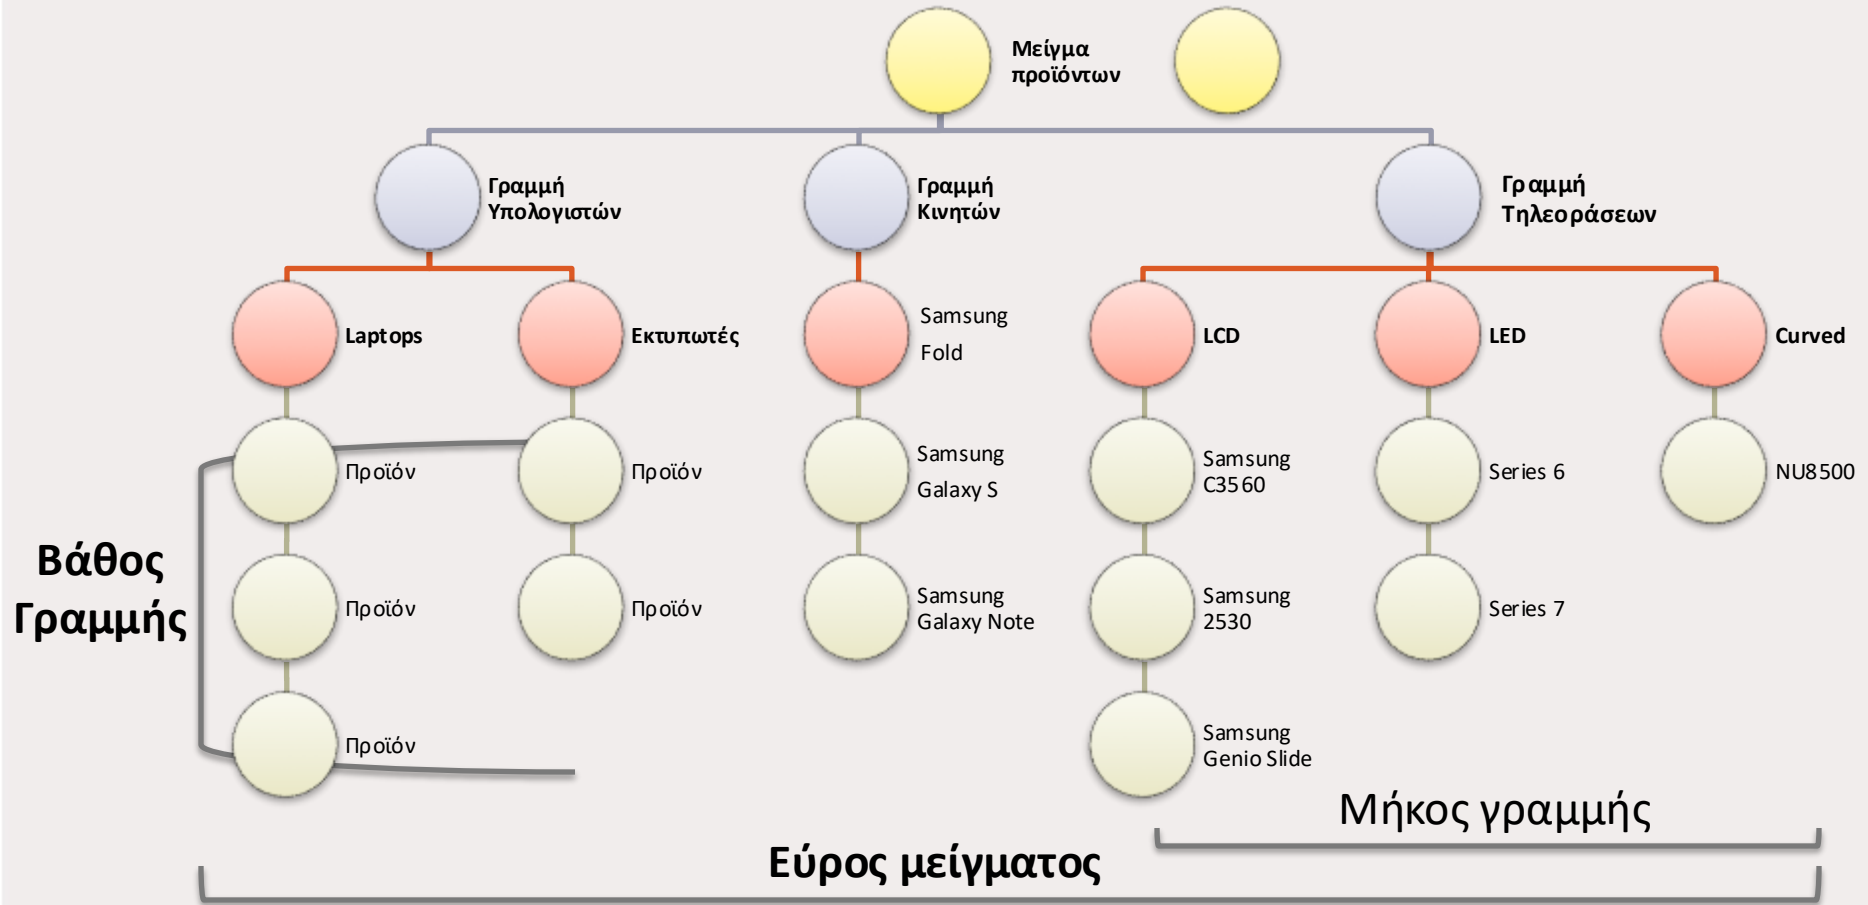 Μείγμα
προϊόντων
Γραμμή
Υπολογιστών
Γραμμή
Κινητών
Γραμμή
Τηλεοράσεων
Laptops
Εκτυπωτές
Samsung
Fold
LCD
LED
Curved
Προϊόν
Προϊόν
Samsung
Galaxy S
Samsung
C3560
Series 6
NU8500
Βάθος
Γραμμής
Προϊόν
Προϊόν
Samsung
Galaxy Note
Samsung
2530
Series 7
Προϊόν
Samsung
Genio Slide
Μήκος γραμμής
Εύρος μείγματος